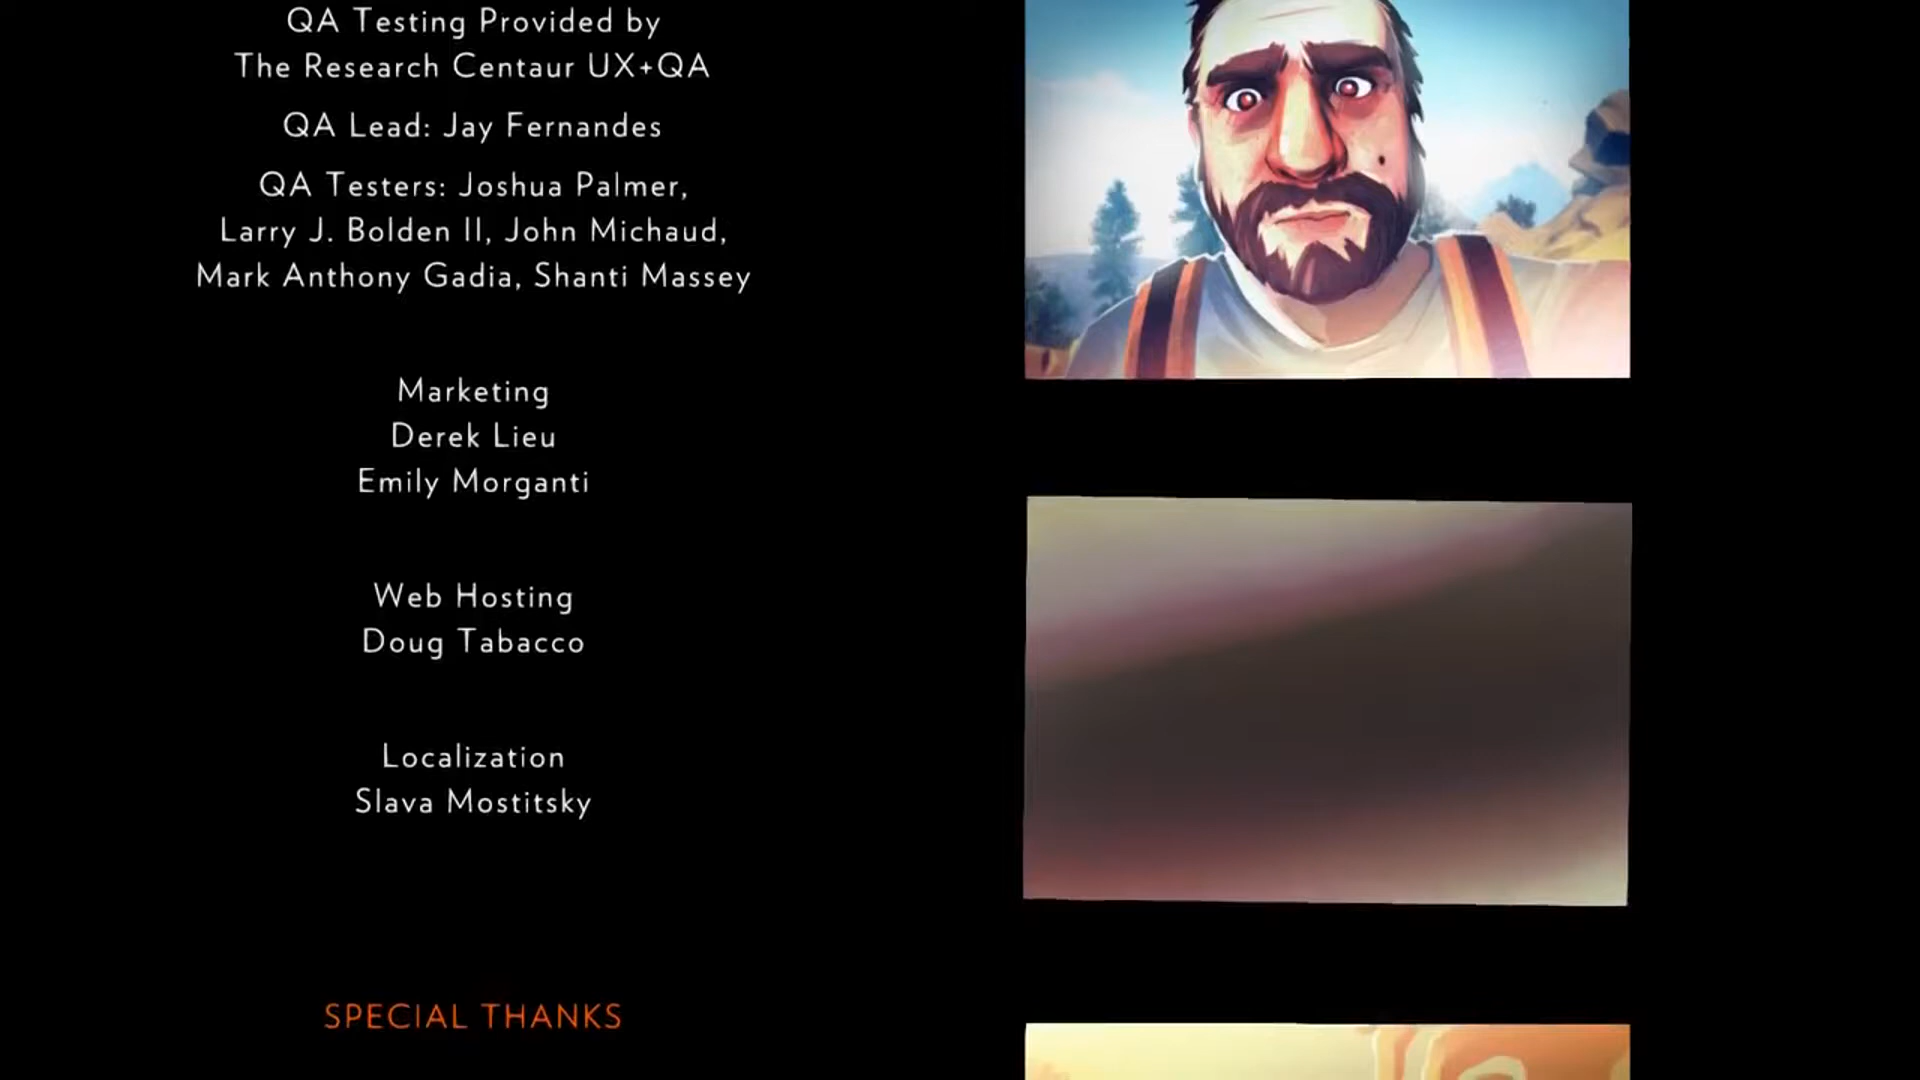 QA Testing Provided by
The Research Centaur UX+QA
QA Lead: Jay Fernandes
QA Testers: Joshua Palmer,
Larry J. Bolden II, John Michaud,
Mark Anthony Gadia, Shanti Massey
Marketing
Derek Lieu
Emily Morganti
Web Hosting
Doug Tabacco
Localization
Slava Mostitsky
SPECIAL THANKS